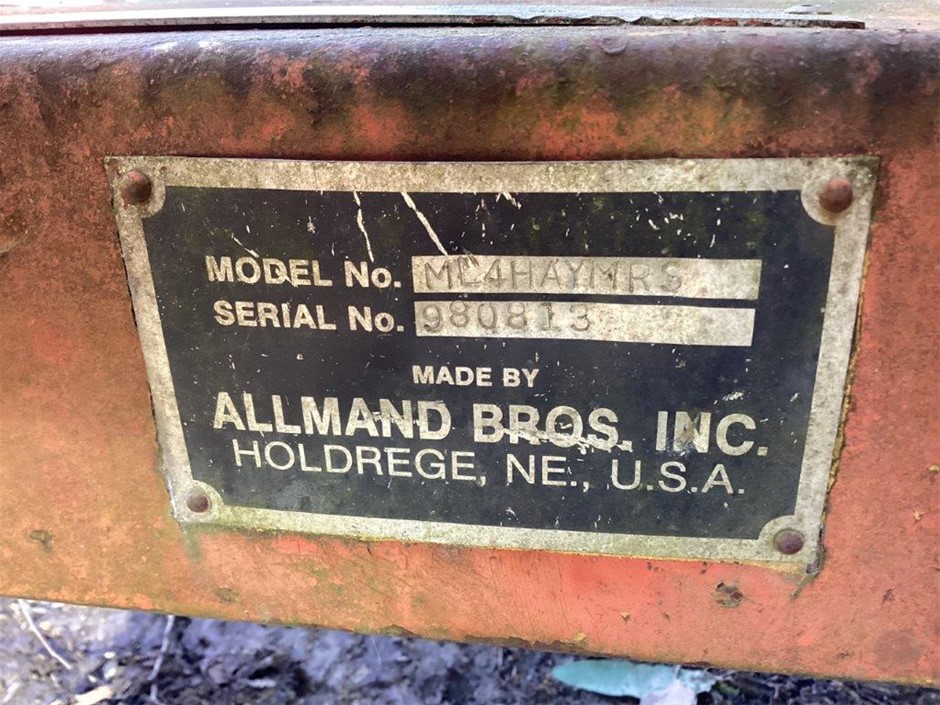 MODEL No. ML4HAYMRS
SERIAL No. 980813
MADE BY
ALLMAND BROS. INC.
HOLDREGE, NE., U.S.A.